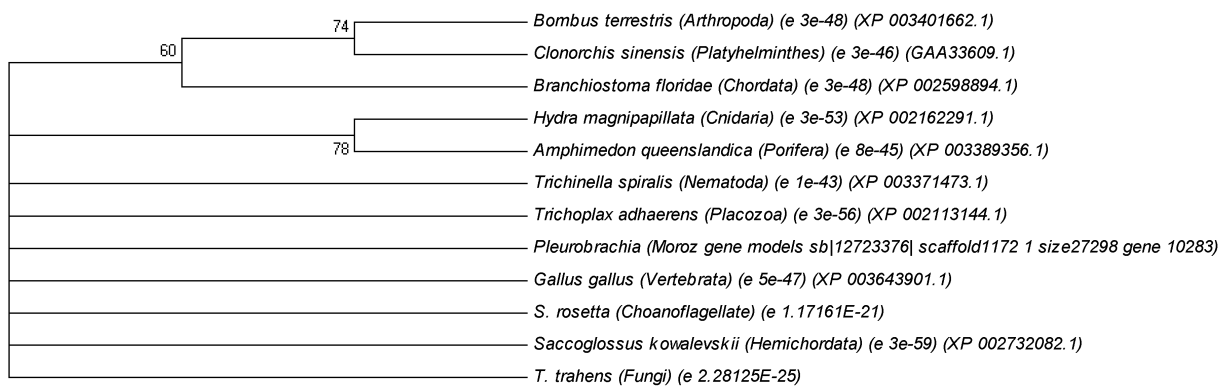 74
Bombus terrestris (Arthropoda) (e 3e-48) (XP 003401662.1)
60
Clonorchis sinensis (Platyhelminthes) (e 3e-46) (GAA33609.1)
Branchiostoma floridae (Chordata) (e 3e-48) (XP 002598894.1)
Hydra magnipapillata (Cnidaria) (e 3e-53) (XP 002162291.1)
78
Amphimedon queenslandica (Porifera) (e 8e-45) (XP 003389356.1)
Trichinella spiralis (Nematoda) (e 1e-43) (XP 003371473.1)
Trichoplax adhaerens (Placozoa) (e 3e-56) (XP 002113144.1)
Pleurobrachia (Moroz gene models sb|12723376| scaffold1172 1 size27298 gene 10283)
Gallus gallus (Vertebrata) (e 5e-47) (XP 003643901.1)
S. rosetta (Choanoflagellate) (e 1.17161E-21)
Saccoglossus kowalevskii (Hemichordata) (e 3e-59) (XP 002732082.1)
T. trahens (Fungi) (e 2.28125E-25)